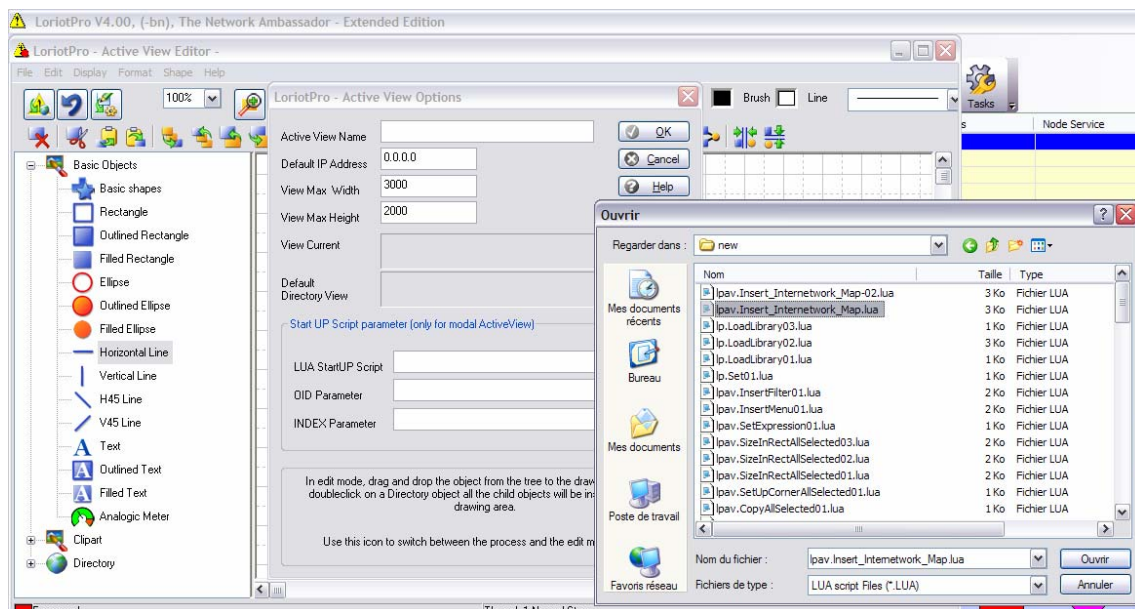 LoriotPro V4.00, (-bn), The Network Ambassador - Extended Edition
LoriotPro - Active View Editor -
File Edit Display Format Shape Help
100%
Brush Line
Tasks
Node Service
Basic Objects
Basic shapes
Rectangle
Outlined Rectangle
Filled Rectangle
Ellipse
Outlined Ellipse
Filled Ellipse
Horizontal Line
Vertical Line
H45 Line
V45 Line
Text
Outlined Text
Filled Text
Analogic Meter
Clipart
Directory
LoriotPro - Active View Options
Active View Name
Default IP Address 0.0.0.0
View Max Width 3000
View Max Height 2000
View Current
Default
Directory View
OK
Cancel
Help
Start UP Script parameter (only for modal ActiveView)
LUA StartUP Script
OID Parameter
INDEX Parameter
In edit mode, drag and drop the object from the tree to the draw
doubleclick on a Directory object all the child objects will be in
drawing area.
Use this icon to switch between the process and the edit m
Ouvrir
Regarder dans : new
Mes documents
récents
Bureau
Mes documents
Poste de travail
Favoris réseau
Nom Taille Type
lpav.Insert_Internetwork_Map-02.lua 3 Ko Fichier LUA
lpav.Insert_Internetwork_Map.lua 3 Ko Fichier LUA
lp.LoadLibrary03.lua 1 Ko Fichier LUA
lp.LoadLibrary02.lua 3 Ko Fichier LUA
lp.LoadLibrary01.lua 1 Ko Fichier LUA
lp.Set01.lua 1 Ko Fichier LUA
lpav.InsertFilter01.lua 2 Ko Fichier LUA
lpav.InsertMenu01.lua 2 Ko Fichier LUA
lpav.SetExpression01.lua 1 Ko Fichier LUA
lpav.SizeInRectAllSelected03.lua 2 Ko Fichier LUA
lpav.SizeInRectAllSelected02.lua 2 Ko Fichier LUA
lpav.SizeInRectAllSelected01.lua 2 Ko Fichier LUA
lpav.SetUpCornerAllSelected01.lua 1 Ko Fichier LUA
lpav.CopyAllSelected01.lua 1 Ko Fichier LUA
Nom du fichier : lpav.Insert_Internetwork_Map.lua Ouvrir
Fichiers de type : LUA script Files (*.LUA) Annuler